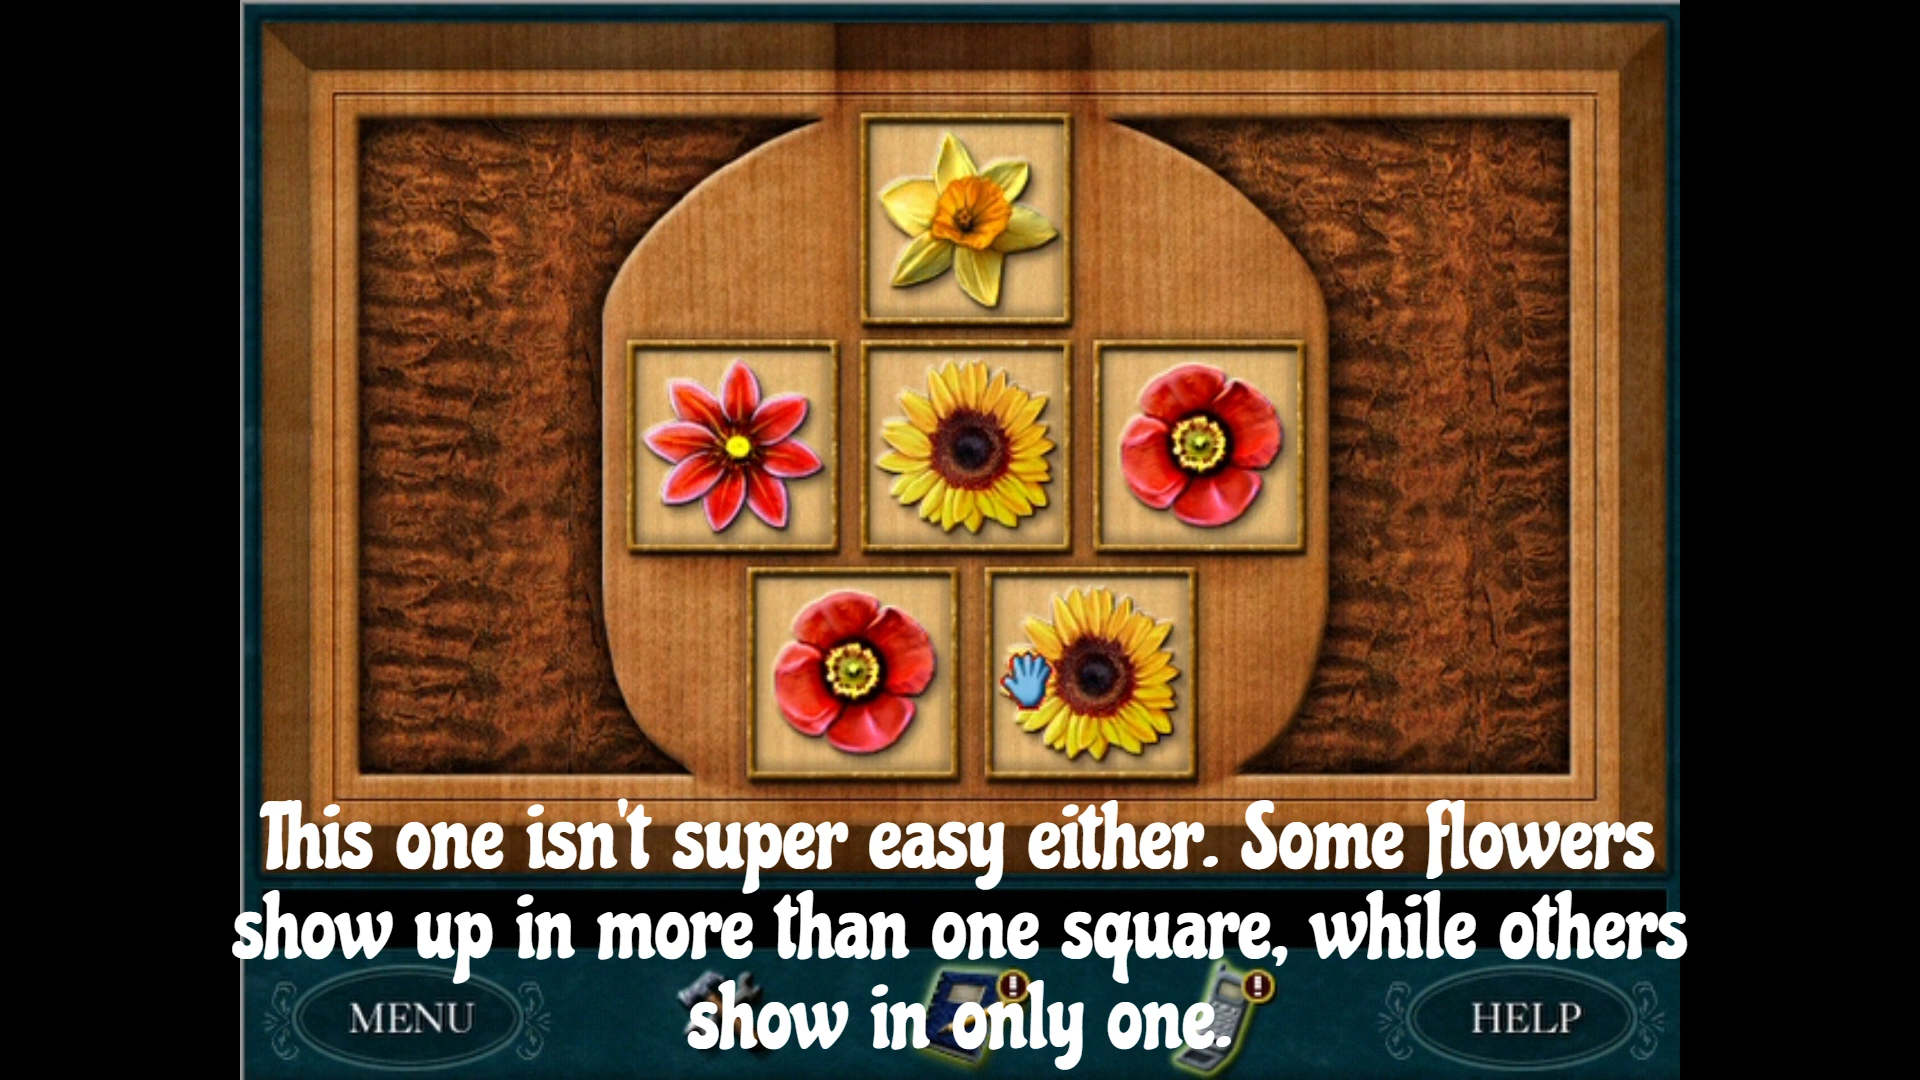 This one isn't super easy either. Some flowers
show up in more than one square, while others
show in only one.
MENU
HELP